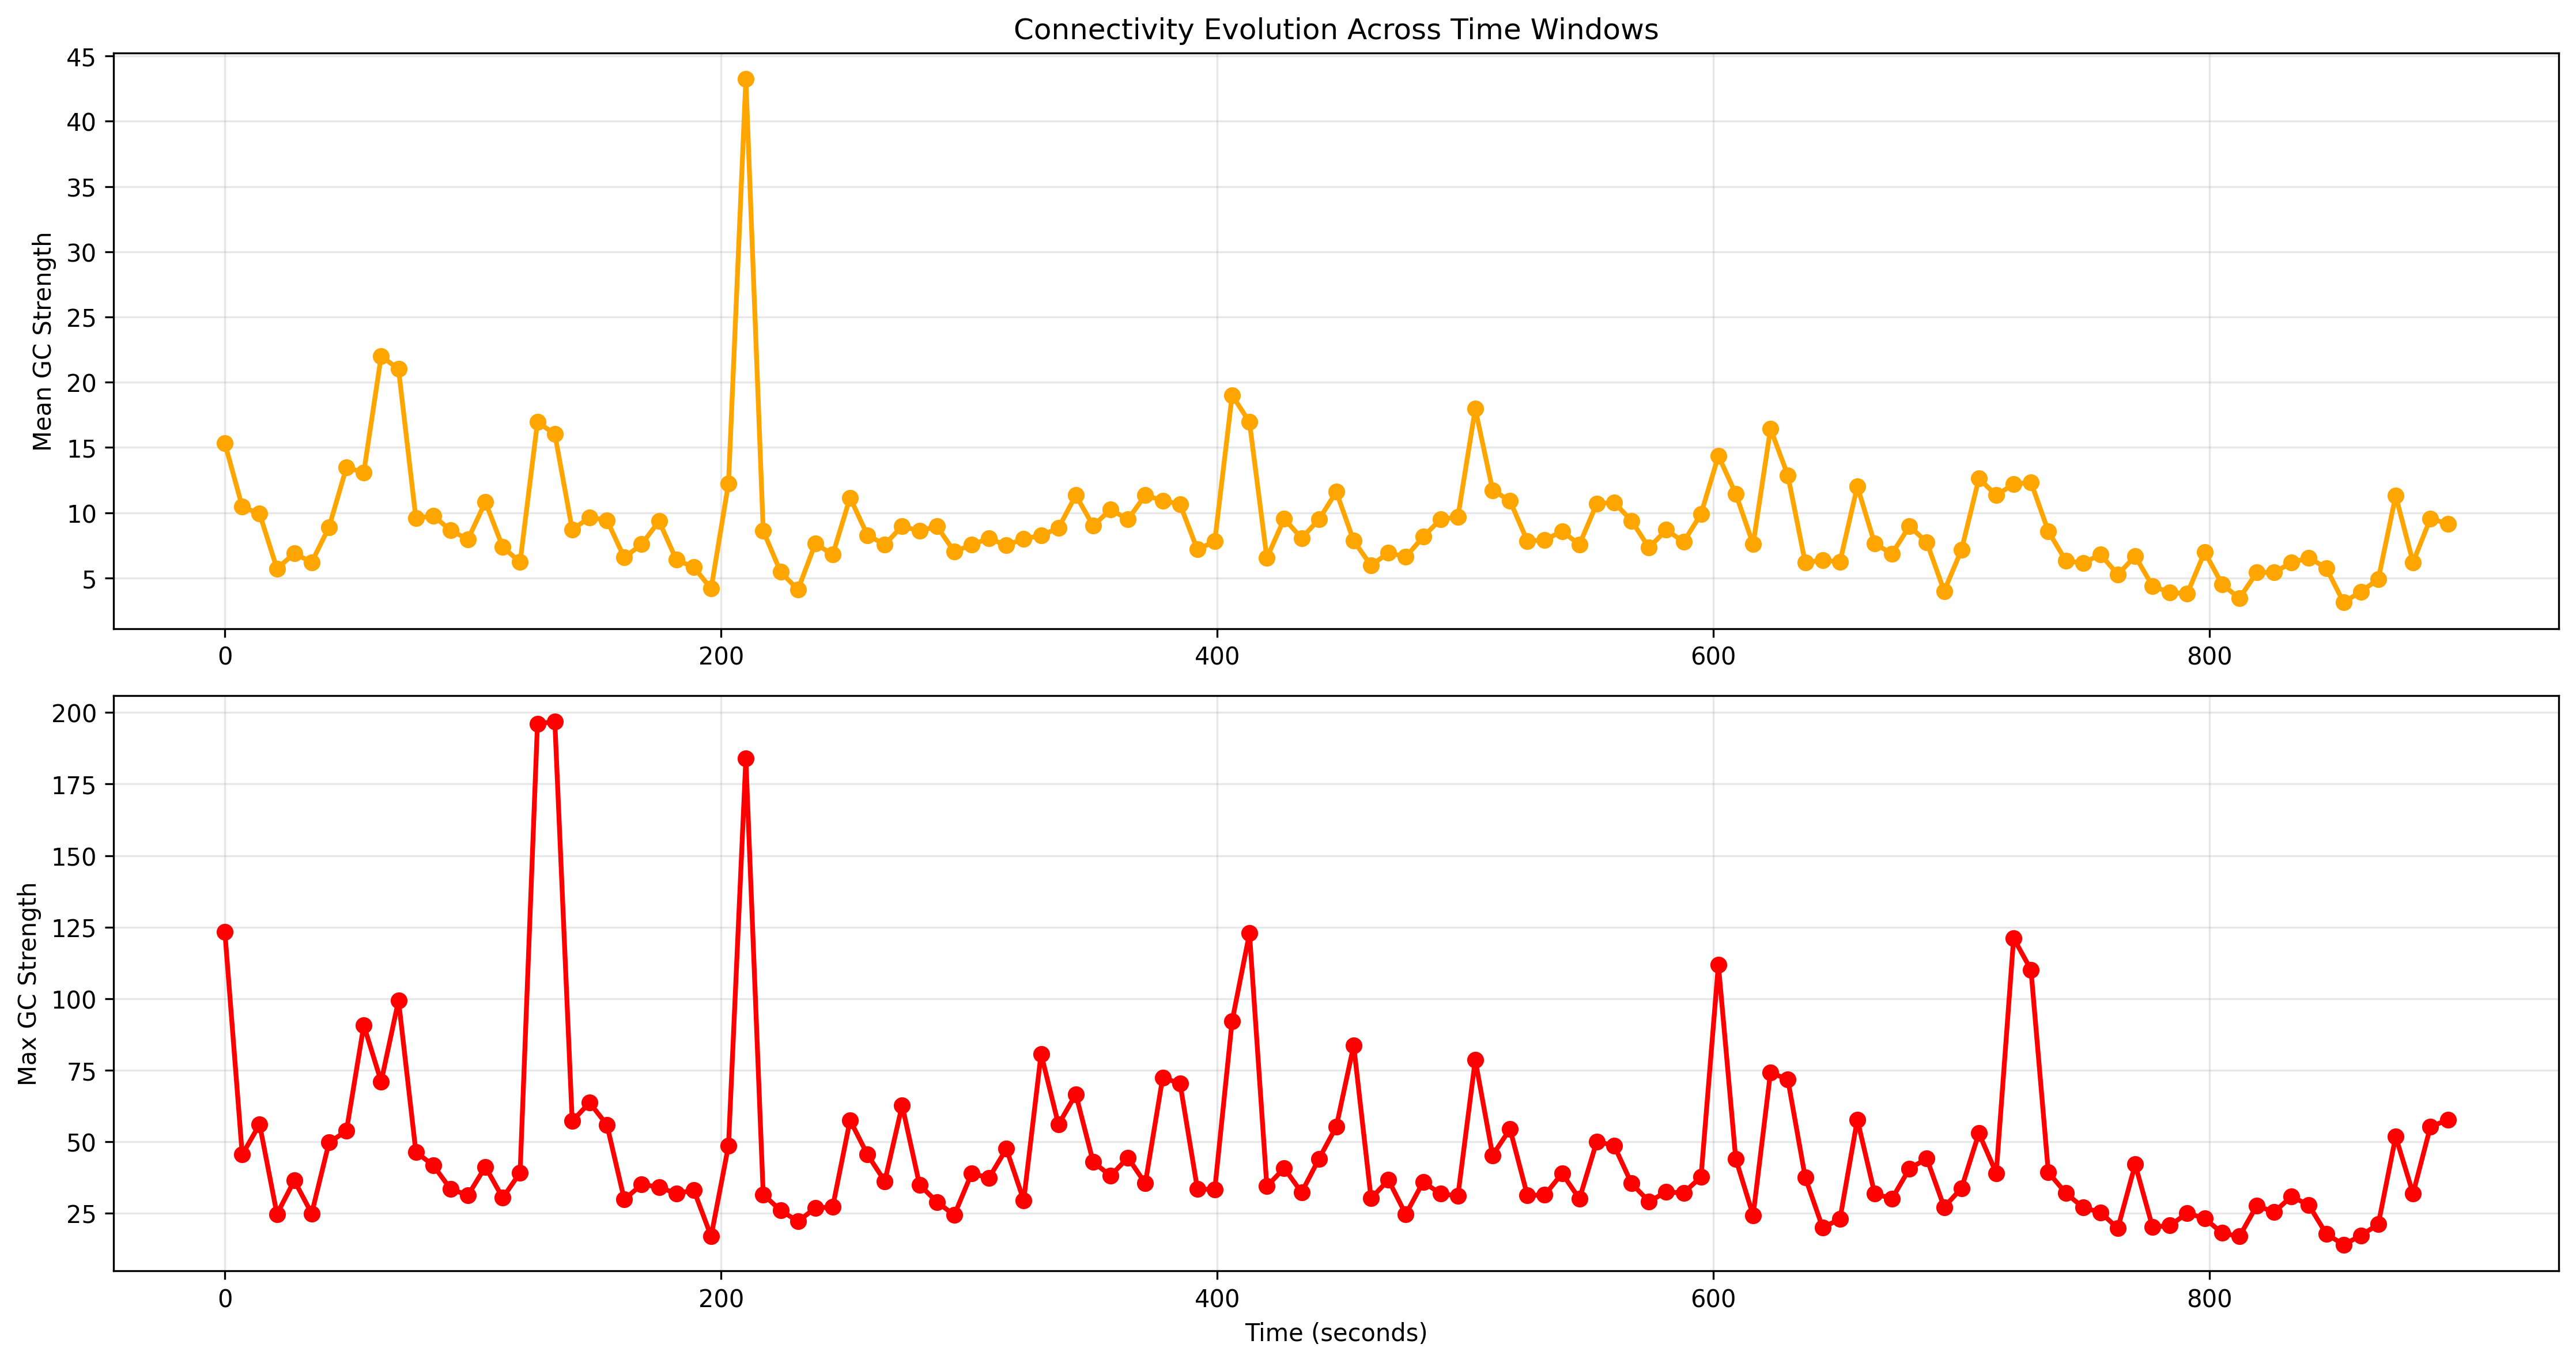 Connectivity Evolution Across Time Windows
Mean GC Strength
45
40
35
30
25
20
15
10
5
0 200 400 600 800
Max GC Strength
200
175
150
125
100
75
50
25
0 200 400 600 800
Time (seconds)